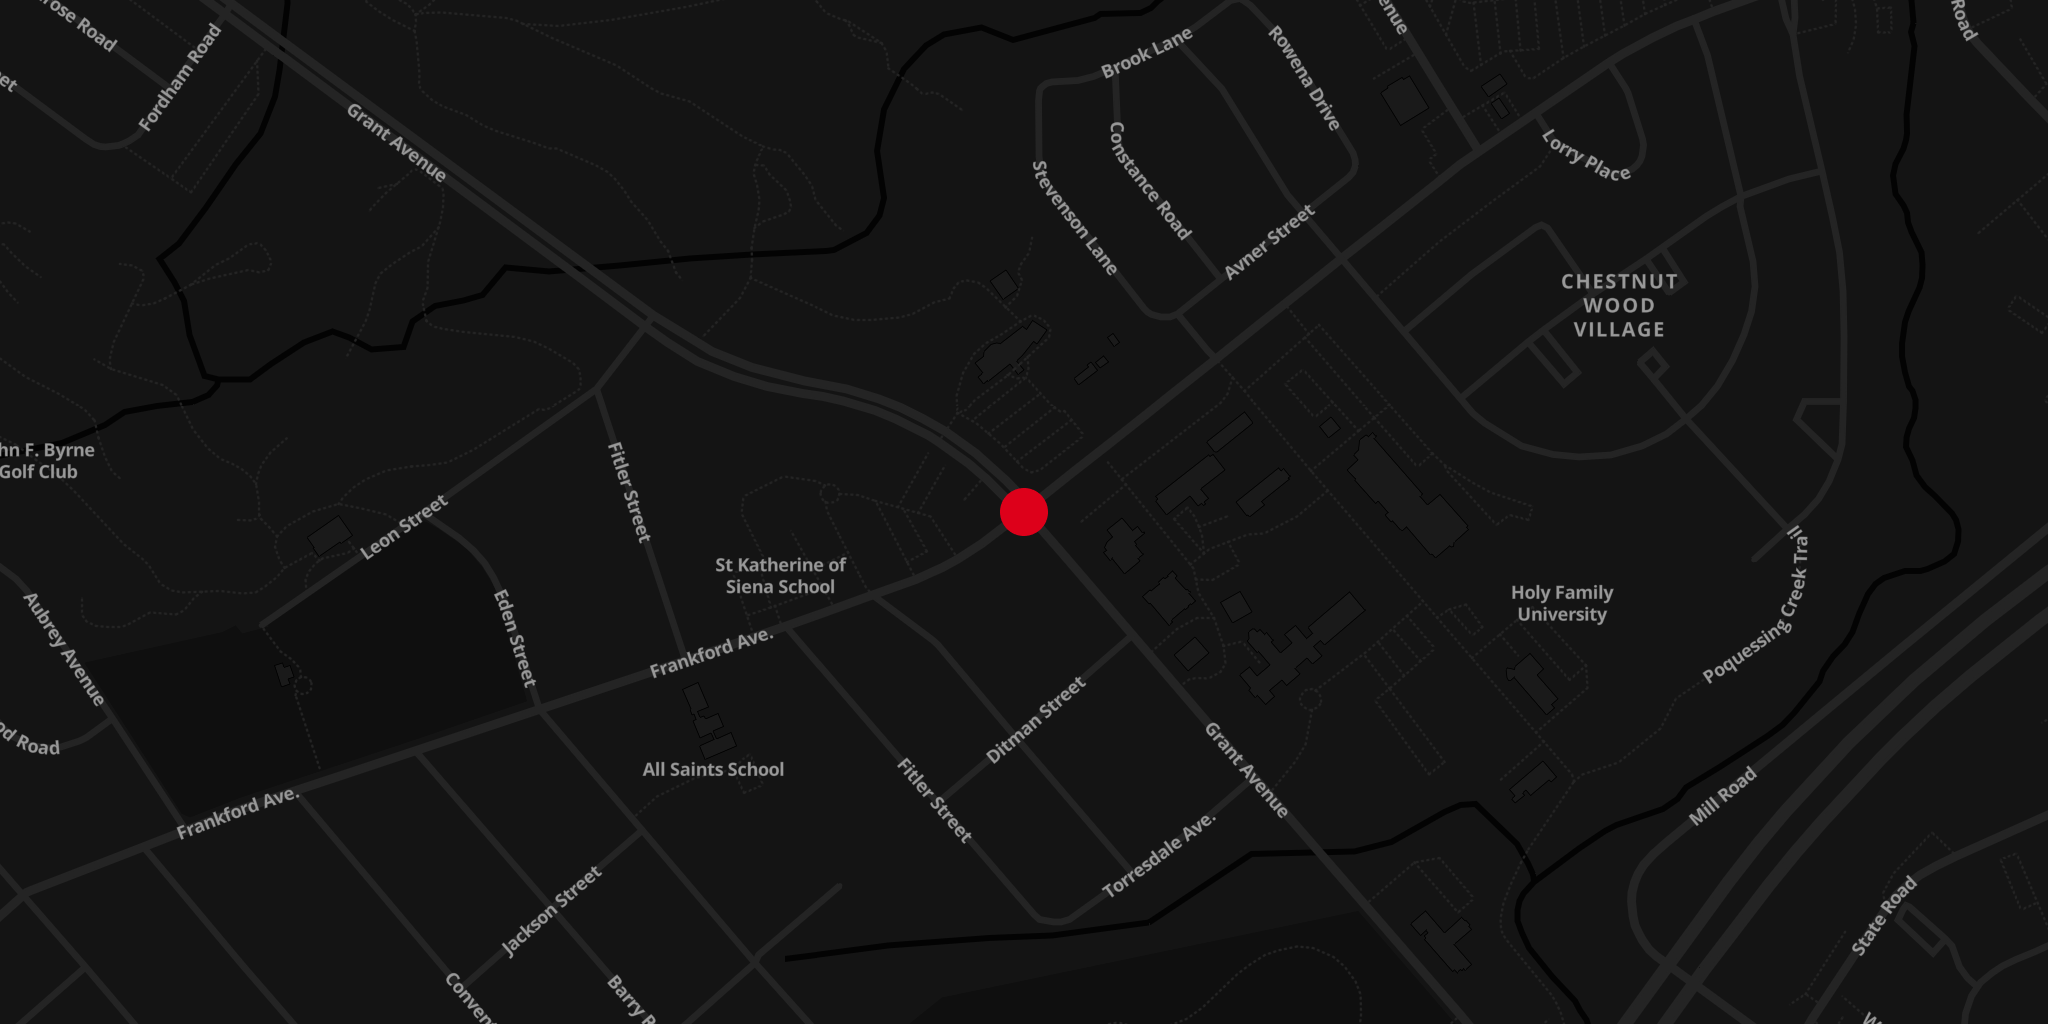 Fordham Road
Grant Avenue
Brook Lane
Rowena Drive
Road
Constance Road
Lorry Place
Stevenson Lane
Avner Street
CHESTNUT
WOOD
VILLAGE
Golf Club
Byrne
Leon Street
Fitler Street
St Katherine of
Siena School
Eden Street
Holy Family
University
Poquessing Creek Trail
Aubrey Avenue
Frankford Ave.
Ditman Street
Grant Avenue
All Saints School
Fitler Street
Mill Road
Frankford Ave.
Torresdale Ave.
Jackson Street
State Road
Barry